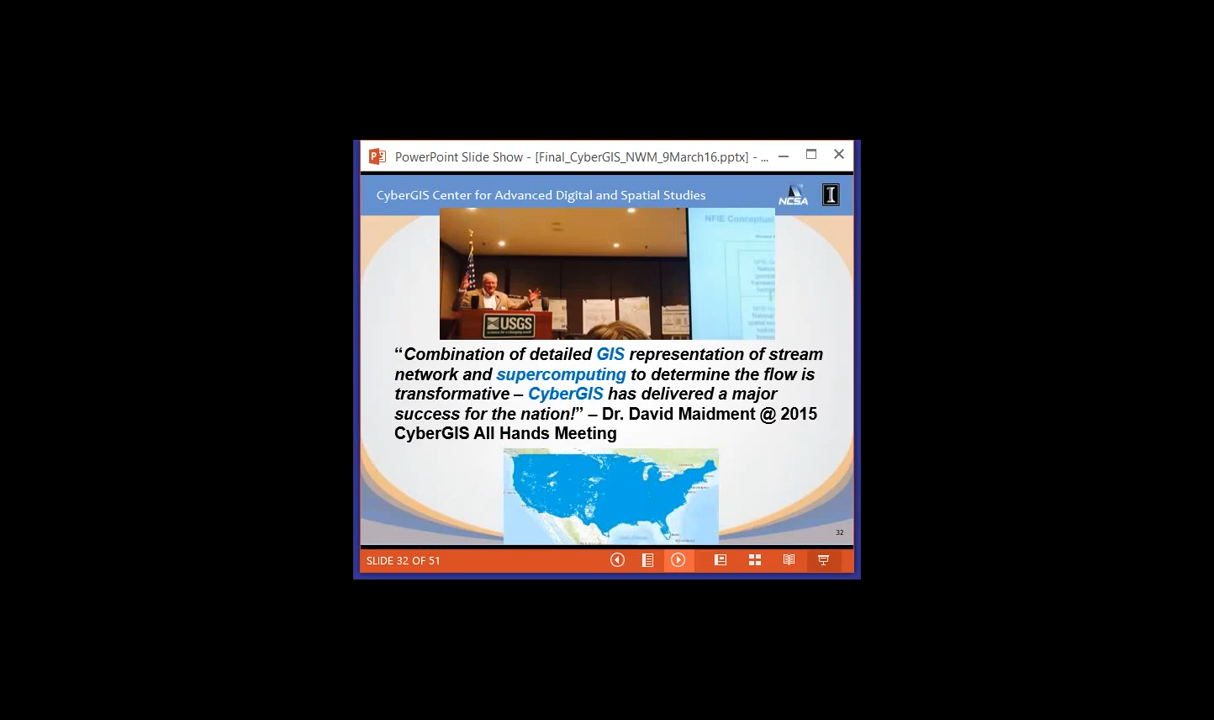 PowerPoint Slide Show - [Final_CyberGIS_NWM_9March16.pptx] - ...
CyberGIS Center for Advanced Digital and Spatial Studies
NCSA
I
NFIE Conceptual
USGS
“Combination of detailed GIS representation of stream
network and supercomputing to determine the flow is
transformative – CyberGIS has delivered a major
success for the nation!” – Dr. David Maidment @ 2015
CyberGIS All Hands Meeting
32
SLIDE 32 OF 51